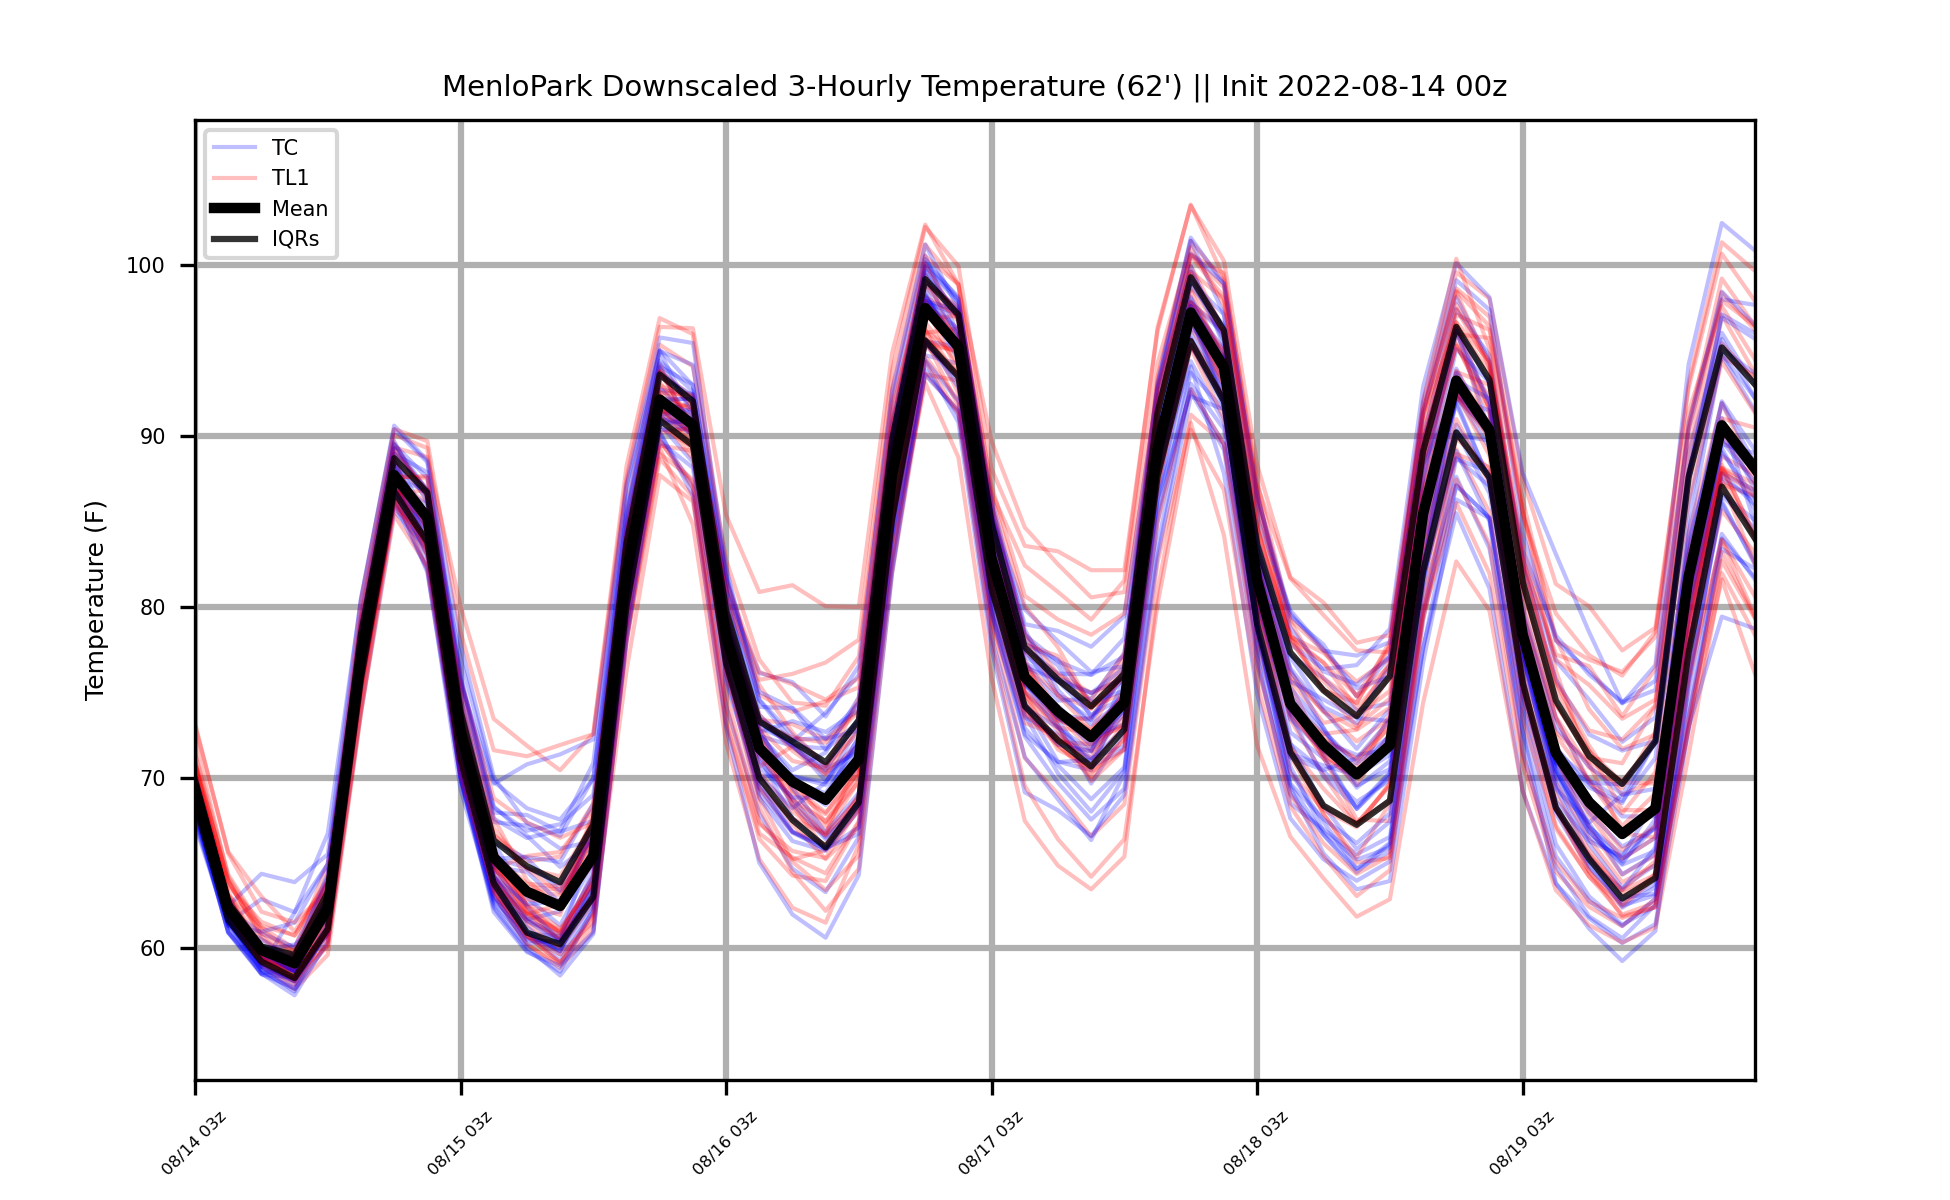 MenloPark Downscaled 3-Hourly Temperature (62') || Init 2022-08-14 00z
TC
TL1
Mean
IQRs
Temperature (F)
100
90
80
70
60
08/14 03z
08/15 03z
08/16 03z
08/17 03z
08/18 03z
08/19 03z